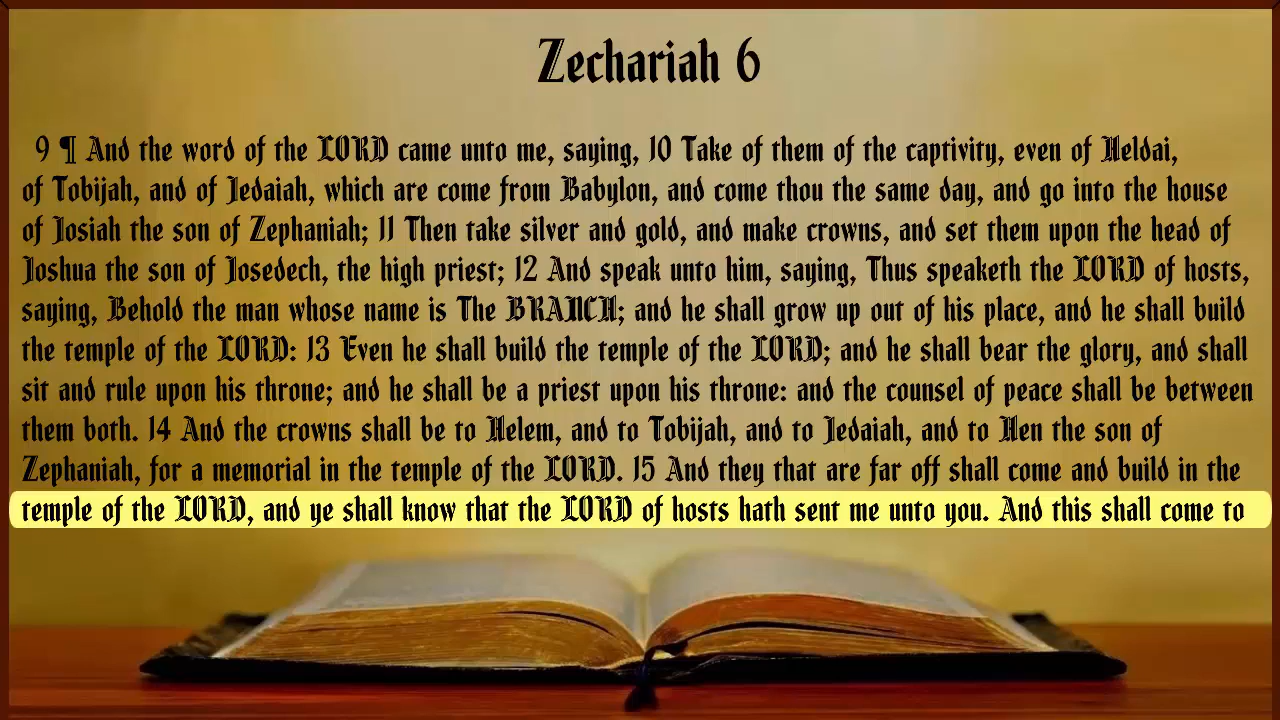 Zechariah 6
9 ¶ And the word of the LORD came unto me, saying, 10 Take of them of the captivity, even of Heldai,
of Tobijah, and of Jedaiah, which are come from Babylon, and come thou the same day, and go into the house
of Josiah the son of Zephaniah; 11 Then take silver and gold, and make crowns, and set them upon the head of
Joshua the son of Josedech, the high priest; 12 And speak unto him, saying, Thus speaketh the LORD of hosts,
saying, Behold the man whose name is The BRANCH; and he shall grow up out of his place, and he shall build
the temple of the LORD: 13 Even he shall build the temple of the LORD; and he shall bear the glory, and shall
sit and rule upon his throne; and he shall be a priest upon his throne: and the counsel of peace shall be between
them both. 14 And the crowns shall be to Helem, and to Tobijah, and to Jedaiah, and to Hen the son of
Zephaniah, for a memorial in the temple of the LORD. 15 And they that are far off shall come and build in the
temple of the LORD, and ye shall know that the LORD of hosts hath sent me unto you. And this shall come to